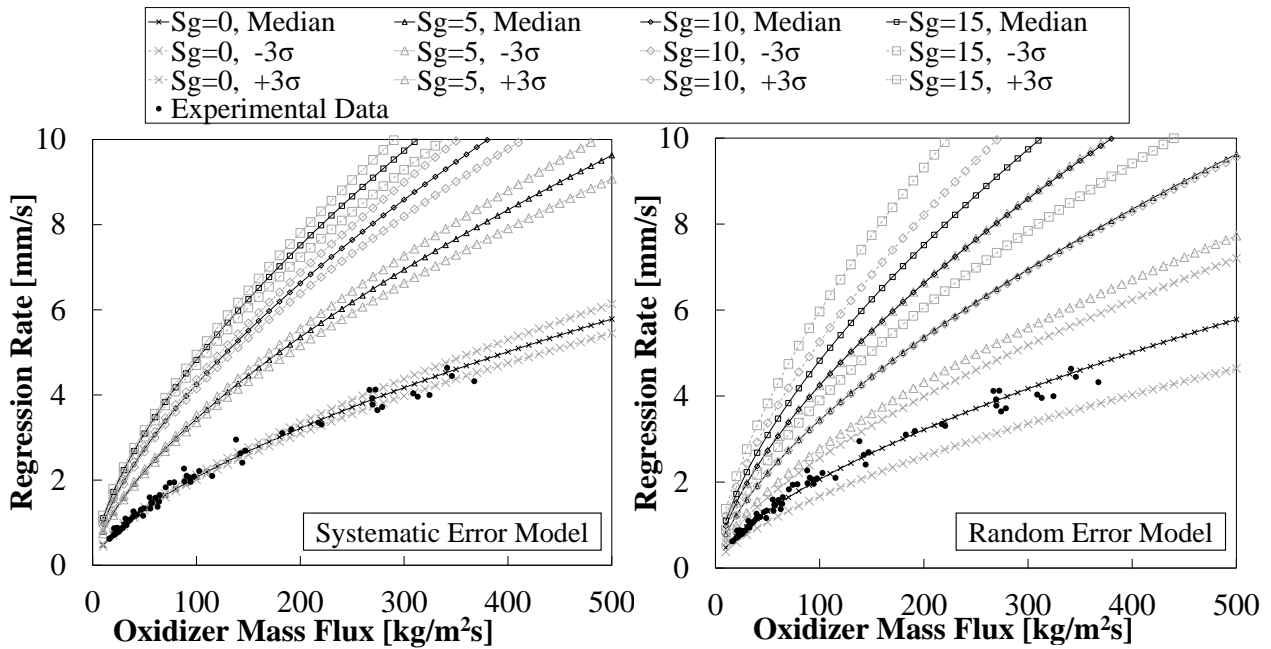 Sg=0, Median Sg=5, Median Sg=10, Median Sg=15, Median
Sg=0, -3σ Sg=5, -3σ Sg=10, -3σ Sg=15, -3σ
Sg=0, +3σ Sg=5, +3σ Sg=10, +3σ Sg=15, +3σ
Experimental Data
Regression Rate [mm/s]
10
8
6
4
2
0
Systematic Error Model
0 100 200 300 400 500
Oxidizer Mass Flux [kg/m²s]
Regression Rate [mm/s]
10
8
6
4
2
0
Random Error Model
0 100 200 300 400 500
Oxidizer Mass Flux [kg/m²s]